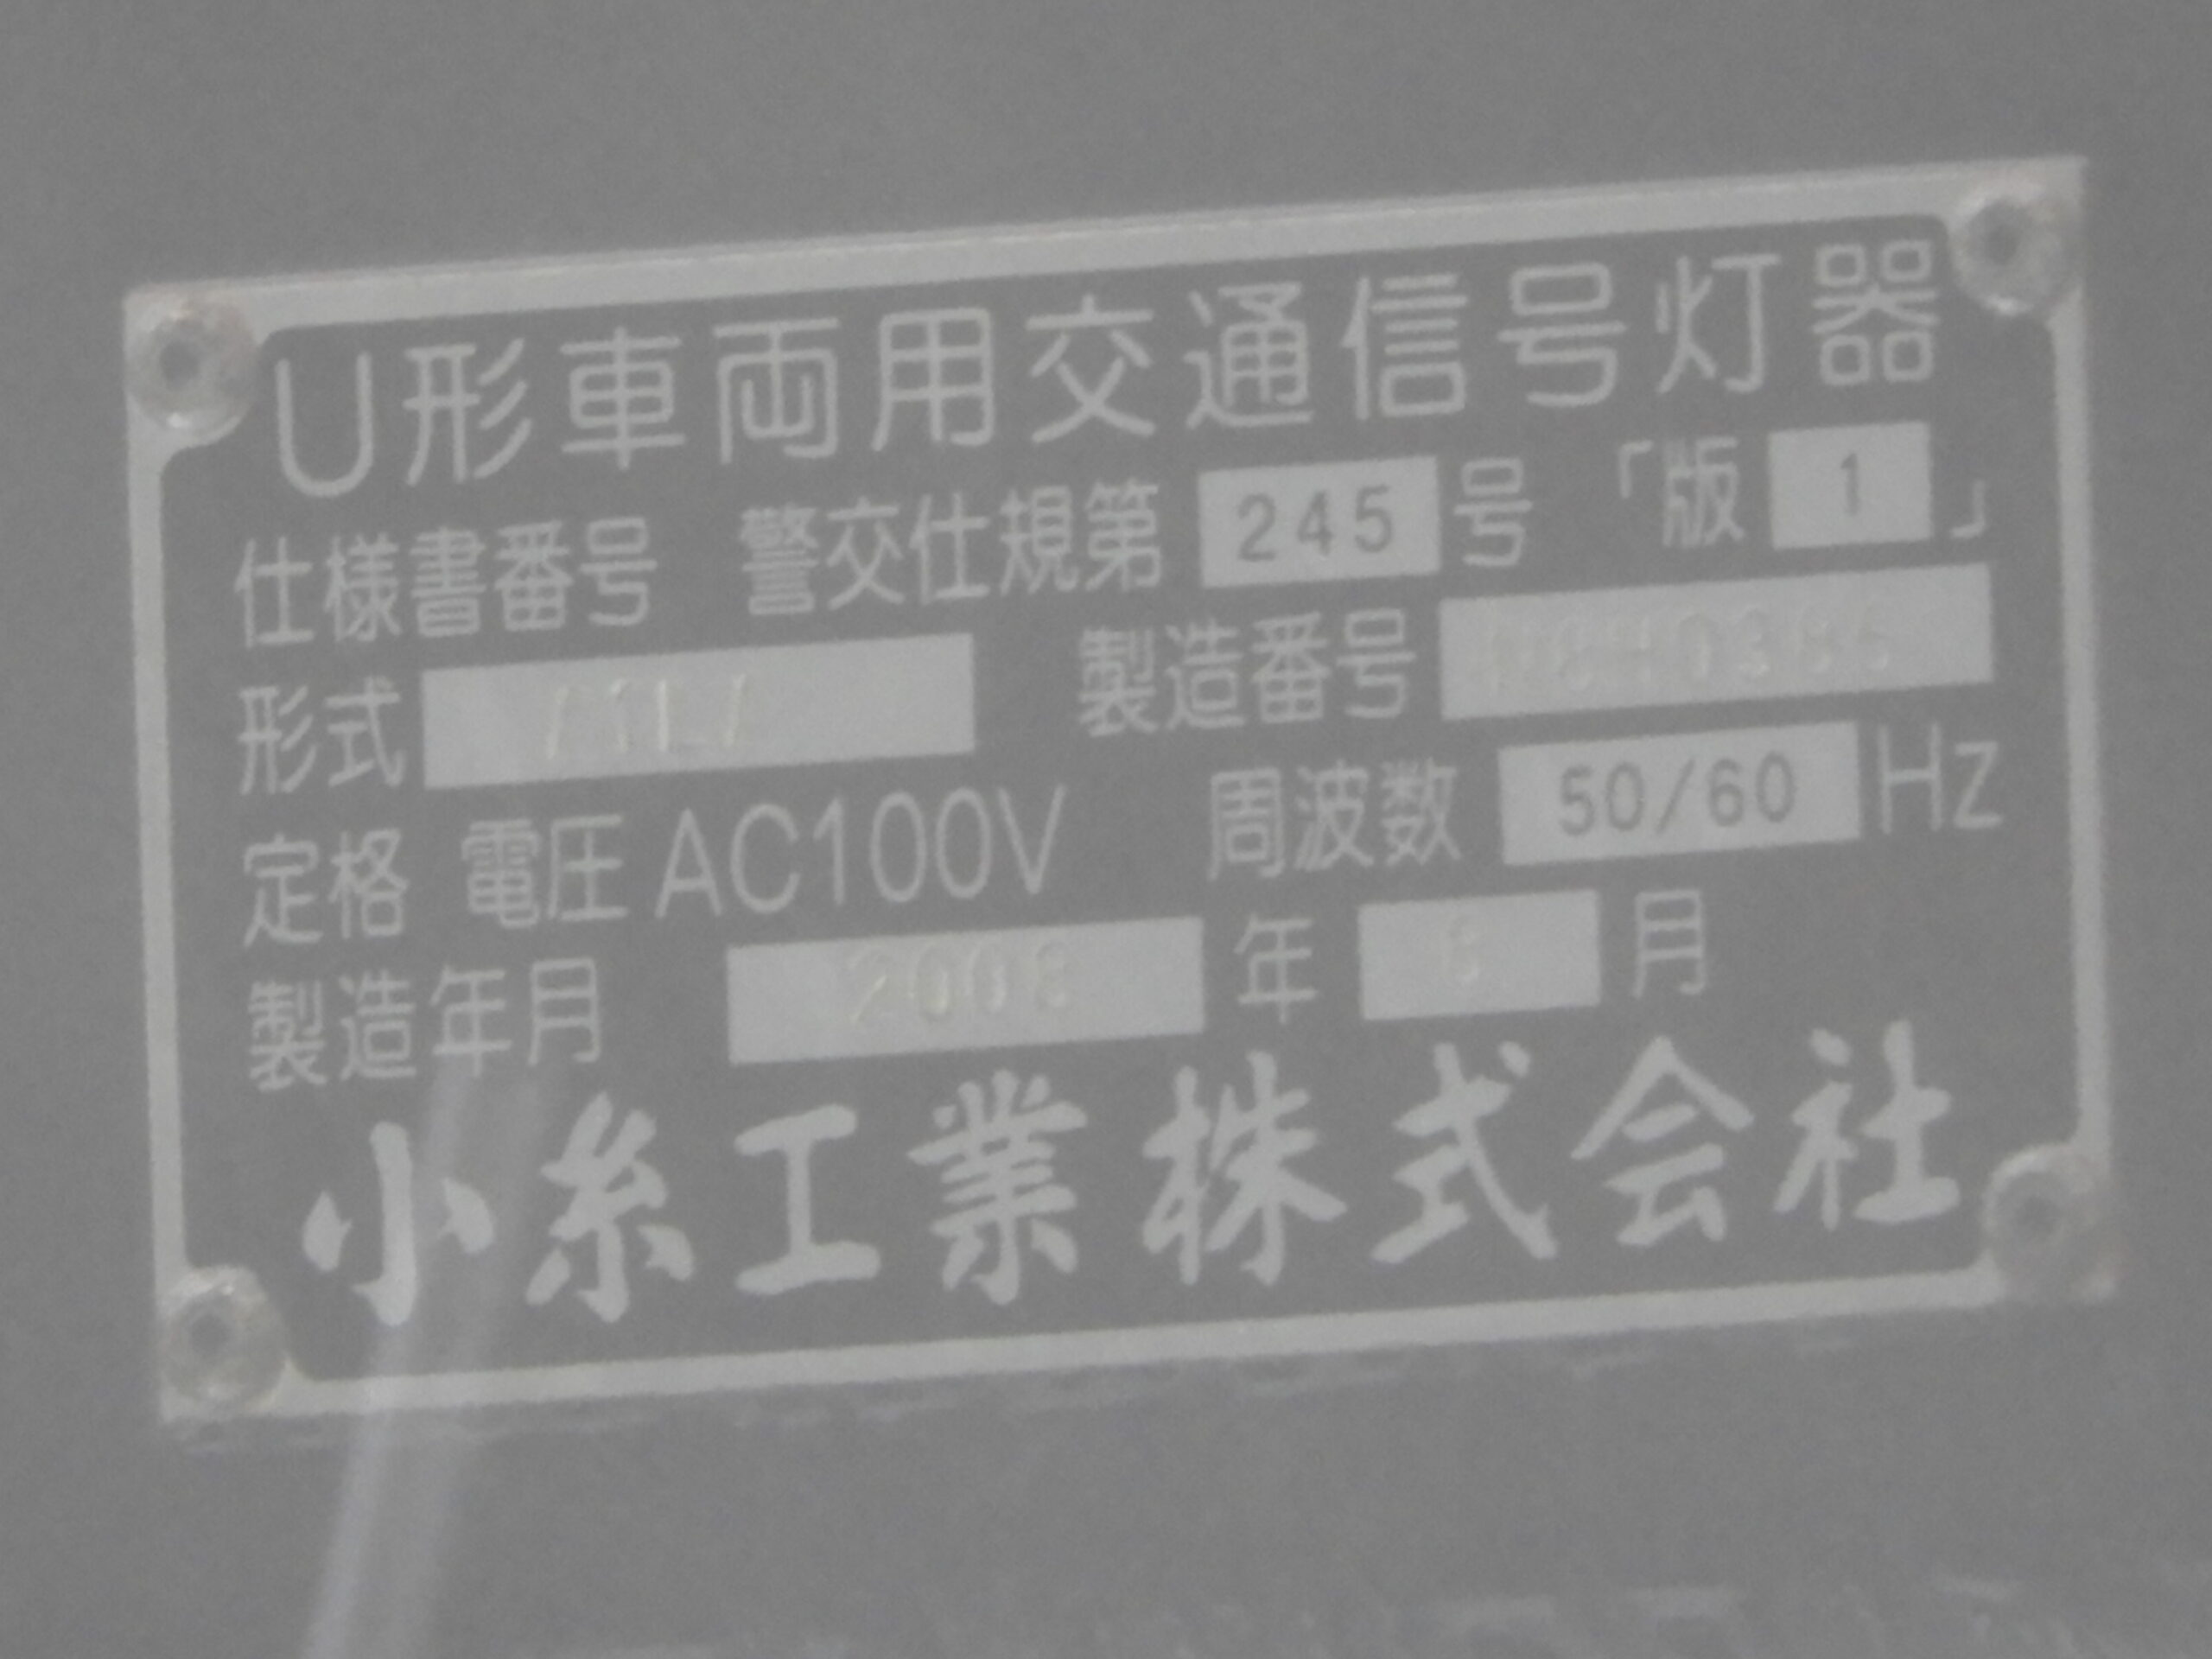 U形車両用交通信号灯器
仕様書番号 警交仕規第 245 号 「版 1 」
形式 製造番号
定格 電圧 AC100V 周波数 50/60 Hz
製造年月 年 月
小糸工業株式会社